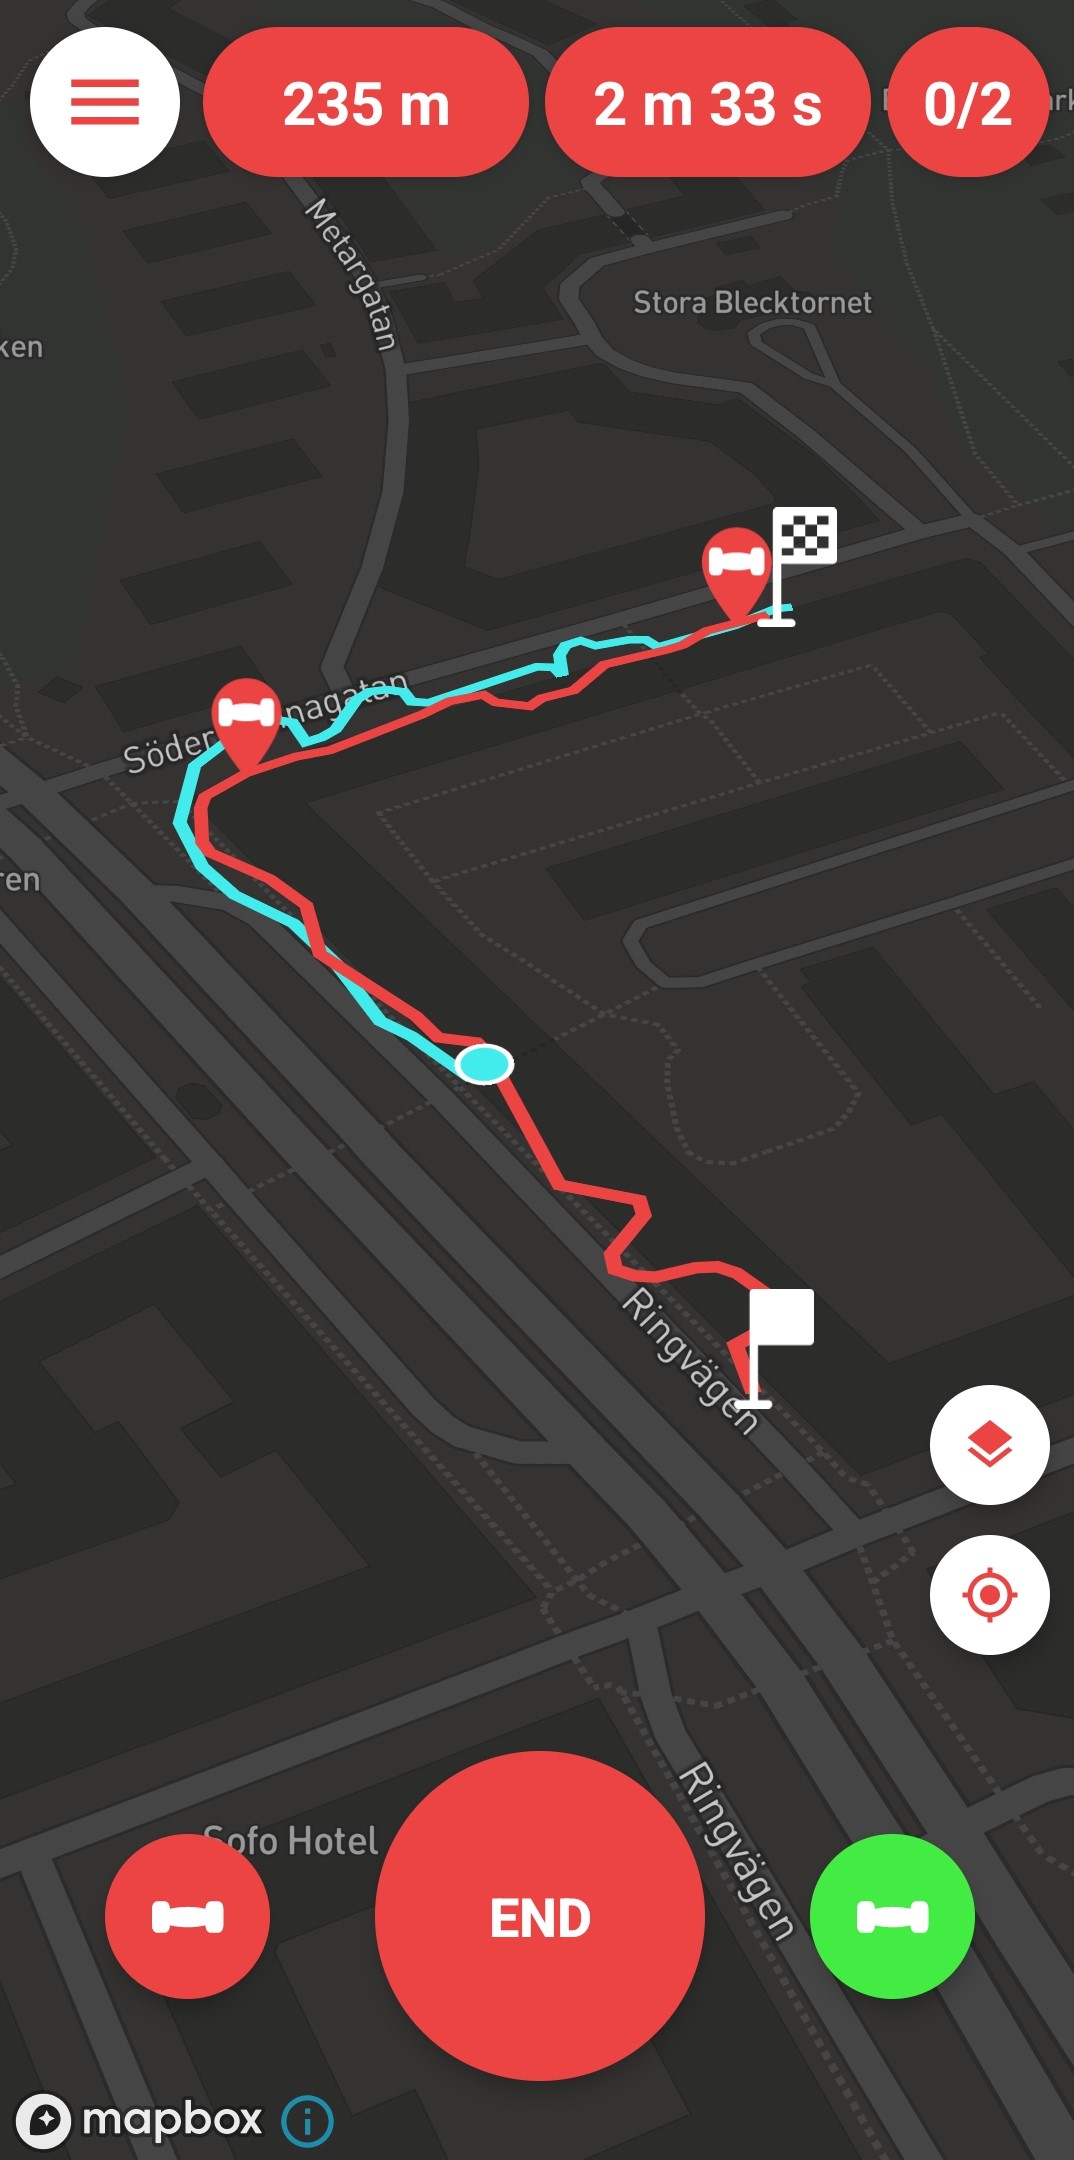 235 m
2 m 33 s
0/2
Metargatan
Stora Blecktornet
ken
Söder
nagatan
ren
Ringvägen
Ringvägen
Sofo Hotel
END
mapbox
i